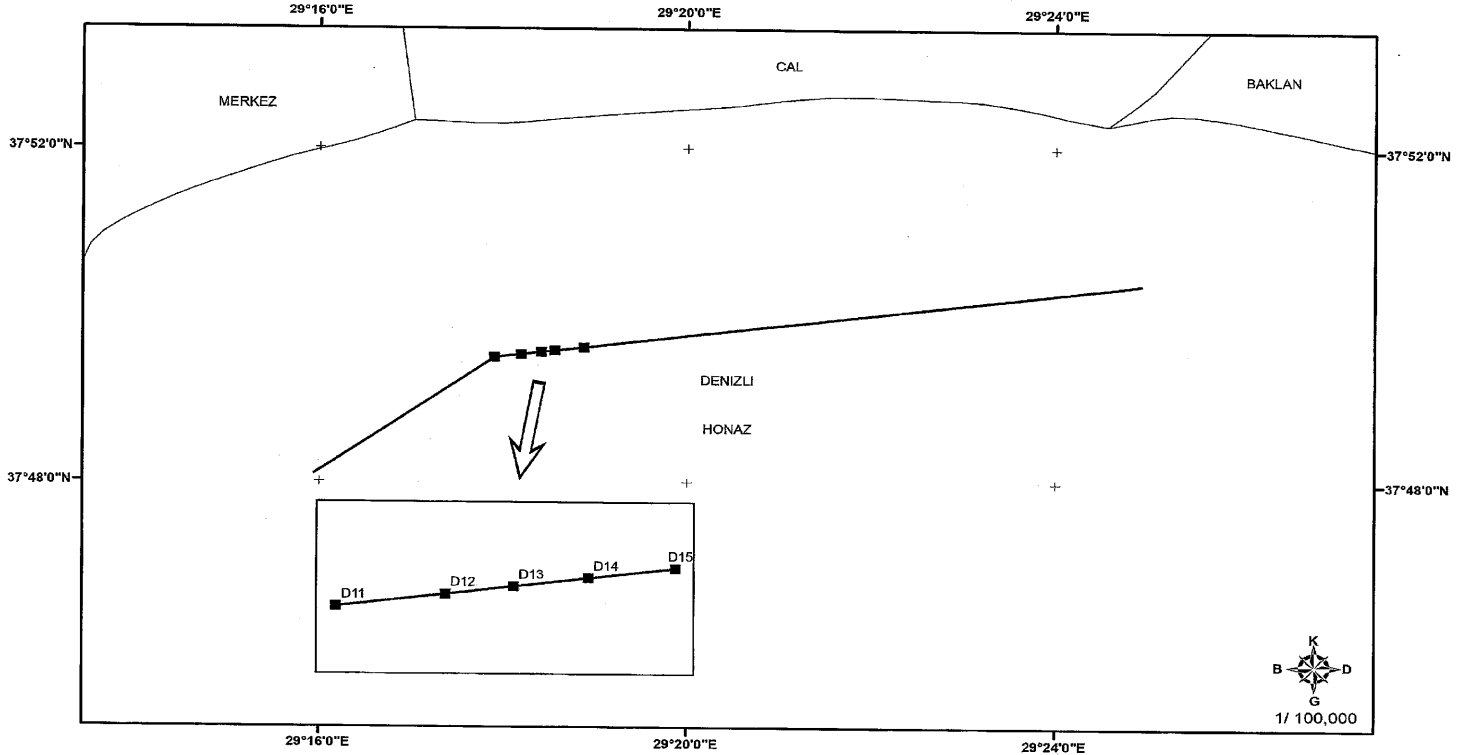 29°16'0"E
29°20'0"E
29°24'0"E
CAL
MERKEZ
BAKLAN
37°52'0"N
37°52'0"N
DENIZLI
HONAZ
37°48'0"N
37°48'0"N
D11
D12
D13
D14
D15
K
B
D
G
1/ 100,000
29°16'0"E
29°20'0"E
29°24'0"E